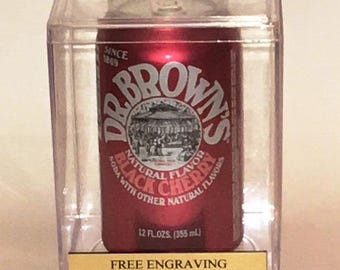 SINCE
1869
DR. BROWN'S
NATURAL FLAVOR
BLACK CHERRY
SODA WITH OTHER NATURAL FLAVORS
12 FL.OZS. (355 mL)
FREE ENGRAVING